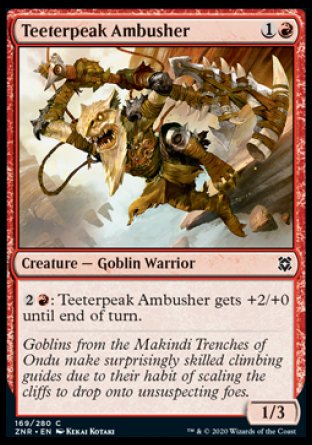 Teeterpeak Ambusher 1
Creature — Goblin Warrior
2 : Teeterpeak Ambusher gets +2/+0
until end of turn.
Goblins from the Makindi Trenches of
Ondu make surprisingly skilled climbing
guides due to their habit of scaling the
cliffs to drop onto unsuspecting foes.
1/3
169/280 C
ZNR • EN Kekai Kotaki
™ & © 2020 Wizards of the Coast